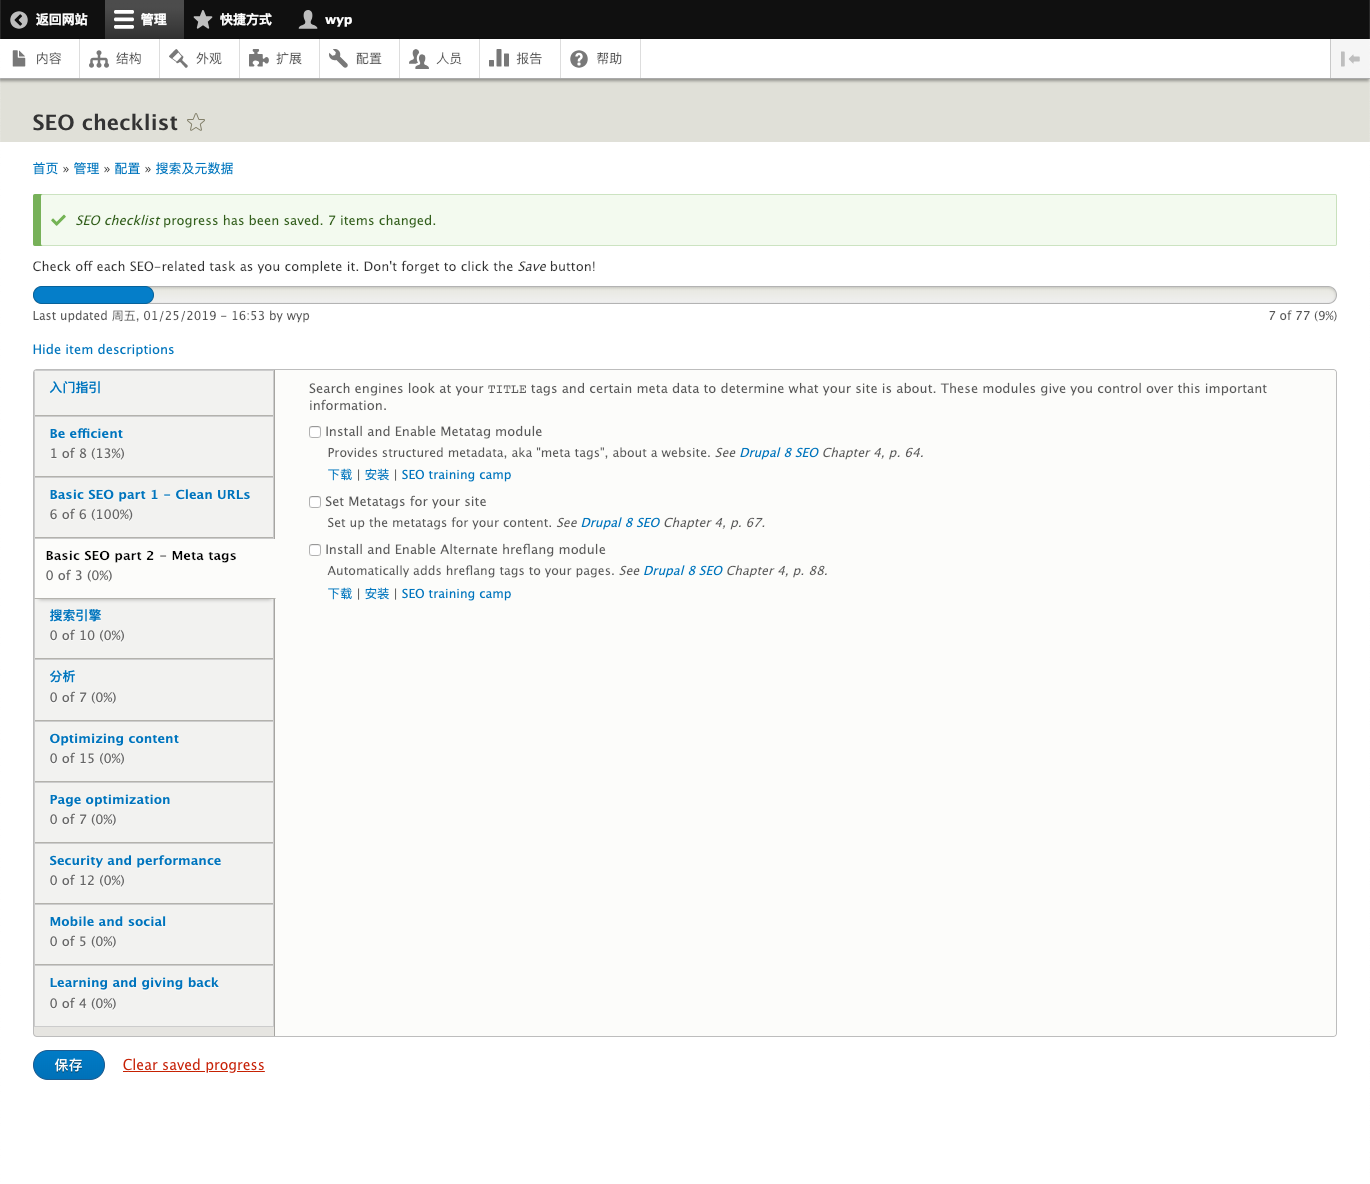 返回网站 管理 快捷方式 wyp
内容 结构 外观 扩展 配置 人员 报告 帮助
SEO checklist
首页 » 管理 » 配置 » 搜索及元数据
SEO checklist progress has been saved. 7 items changed.
Check off each SEO-related task as you complete it. Don't forget to click the Save button!
Last updated 周五, 01/25/2019 - 16:53 by wyp
7 of 77 (9%)
Hide item descriptions
入门指引
Be efficient
1 of 8 (13%)
Basic SEO part 1 - Clean URLs
6 of 6 (100%)
Basic SEO part 2 - Meta tags
0 of 3 (0%)
搜索引擎
0 of 10 (0%)
分析
0 of 7 (0%)
Optimizing content
0 of 15 (0%)
Page optimization
0 of 7 (0%)
Security and performance
0 of 12 (0%)
Mobile and social
0 of 5 (0%)
Learning and giving back
0 of 4 (0%)
Search engines look at your TITLE tags and certain meta data to determine what your site is about. These modules give you control over this important
information.
Install and Enable Metatag module
Provides structured metadata, aka "meta tags", about a website. See Drupal 8 SEO Chapter 4, p. 64.
下载 | 安装 | SEO training camp
Set Metatags for your site
Set up the metatags for your content. See Drupal 8 SEO Chapter 4, p. 67.
Install and Enable Alternate hreflang module
Automatically adds hreflang tags to your pages. See Drupal 8 SEO Chapter 4, p. 88.
下载 | 安装 | SEO training camp
保存 Clear saved progress